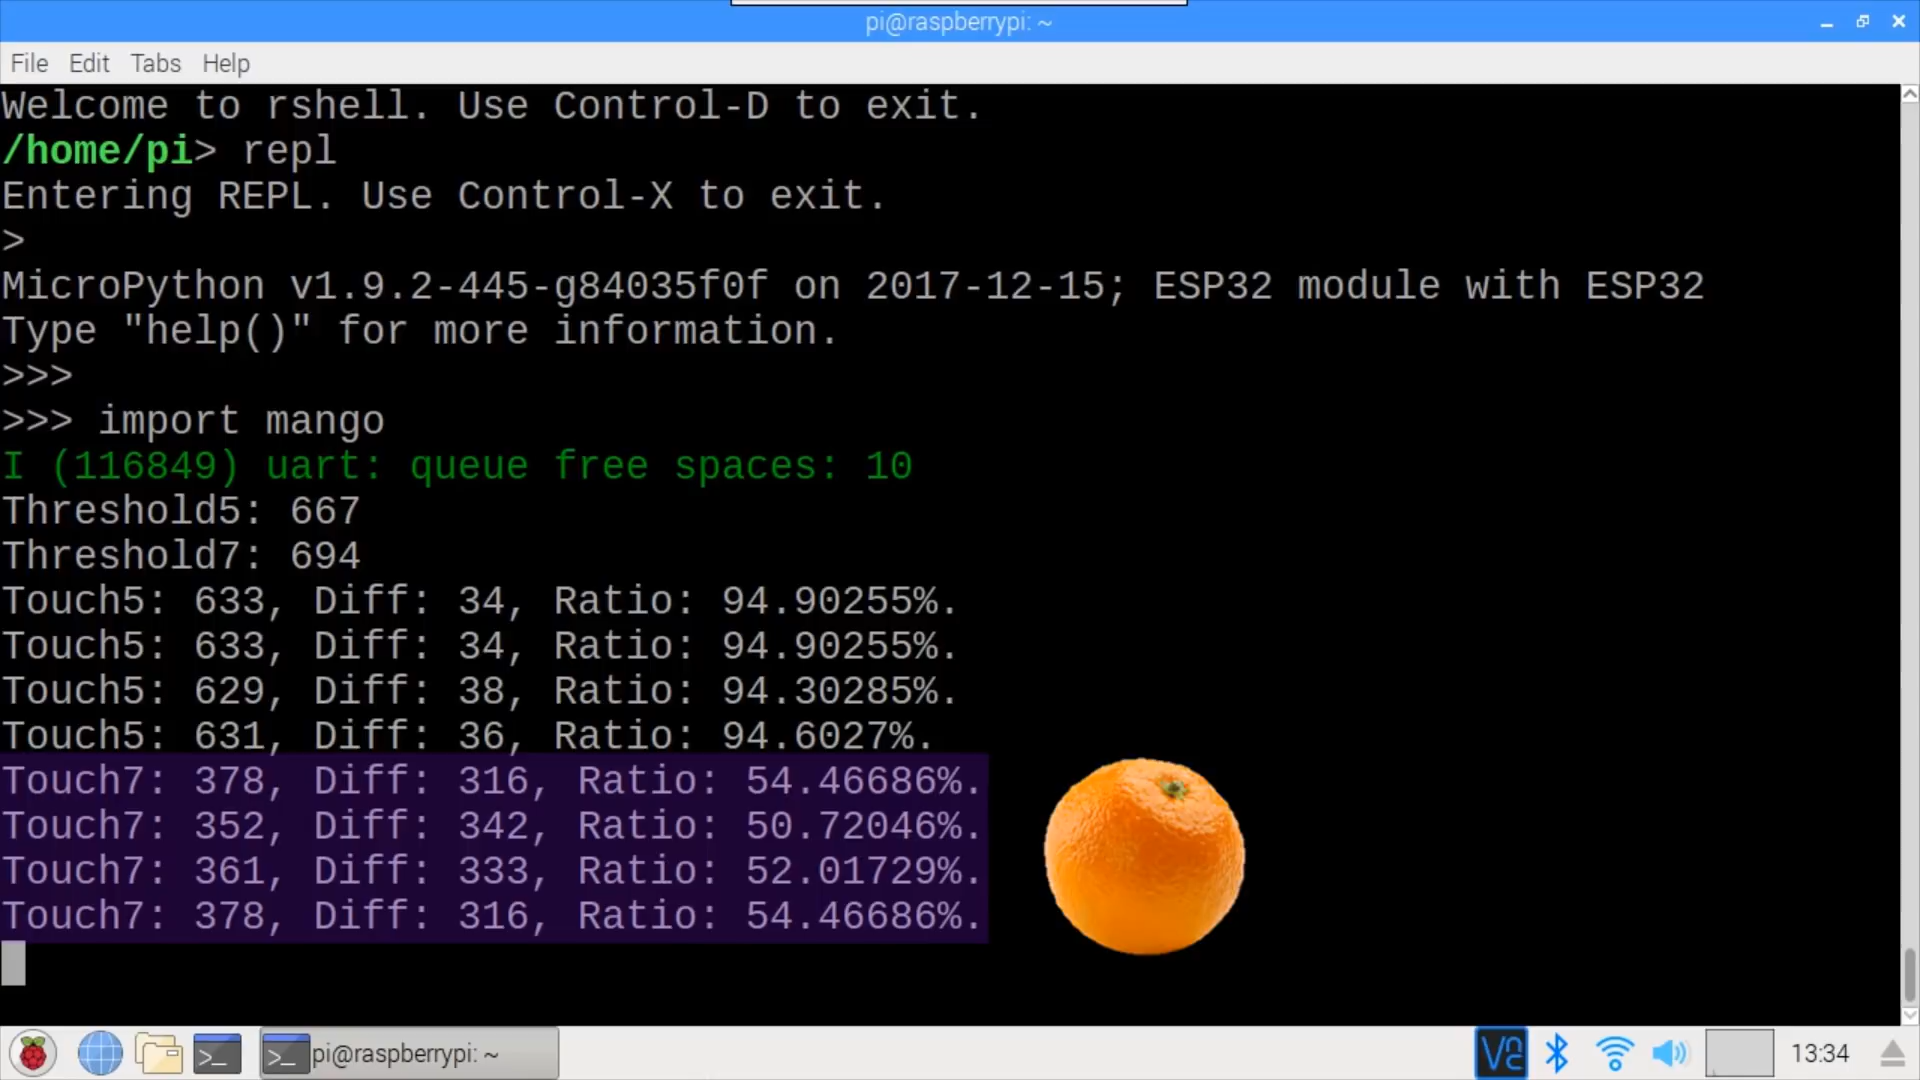 pi@raspberrypi: ~
File Edit Tabs Help
Welcome to rshell. Use Control-D to exit.
/home/pi> repl
Entering REPL. Use Control-X to exit.
>
MicroPython v1.9.2-445-g84035f0f on 2017-12-15; ESP32 module with ESP32
Type "help()" for more information.
>>>
>>> import mango
I (116849) uart: queue free spaces: 10
Threshold5: 667
Threshold7: 694
Touch5: 633, Diff: 34, Ratio: 94.90255%.
Touch5: 633, Diff: 34, Ratio: 94.90255%.
Touch5: 629, Diff: 38, Ratio: 94.30285%.
Touch5: 631, Diff: 36, Ratio: 94.6027%.
Touch7: 378, Diff: 316, Ratio: 54.46686%.
Touch7: 352, Diff: 342, Ratio: 50.72046%.
Touch7: 361, Diff: 333, Ratio: 52.01729%.
Touch7: 378, Diff: 316, Ratio: 54.46686%.
>_ >_ pi@raspberrypi: ~ VNC 13:34